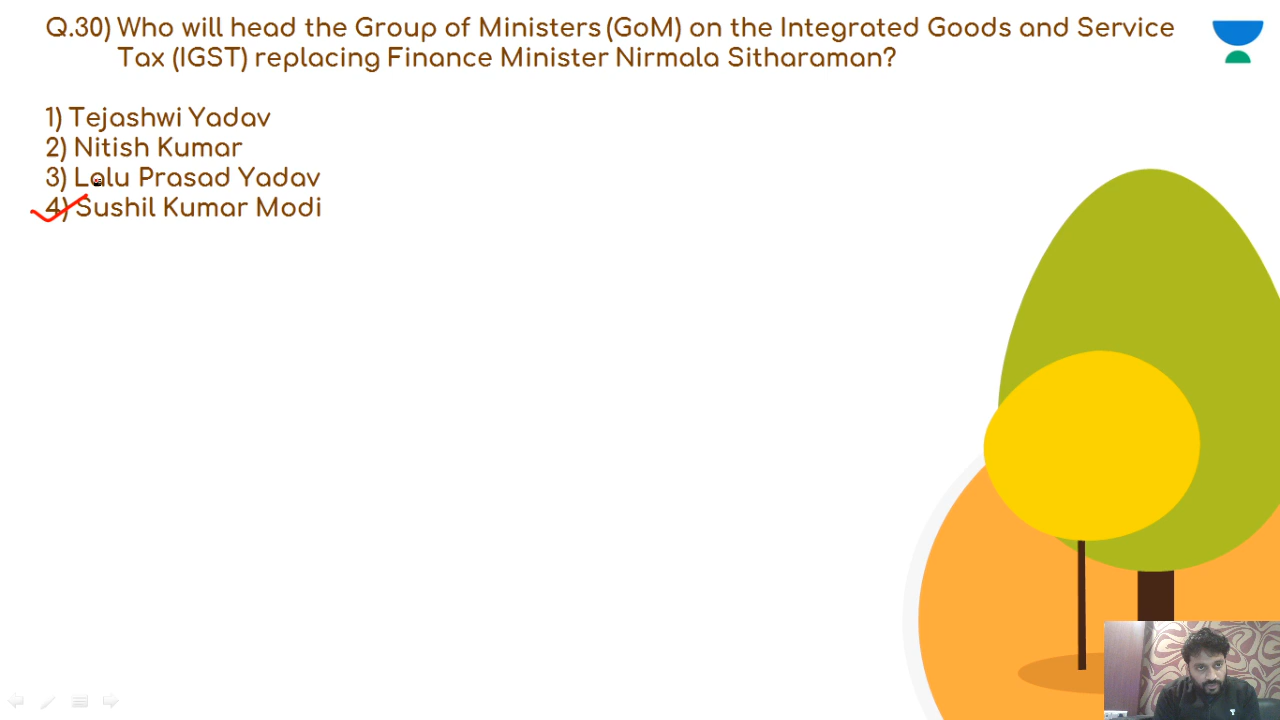 Q.30) Who will head the Group of Ministers (GoM) on the Integrated Goods and Service
Tax (IGST) replacing Finance Minister Nirmala Sitharaman?
1) Tejashwi Yadav
2) Nitish Kumar
3) Lalu Prasad Yadav
4) Sushil Kumar Modi